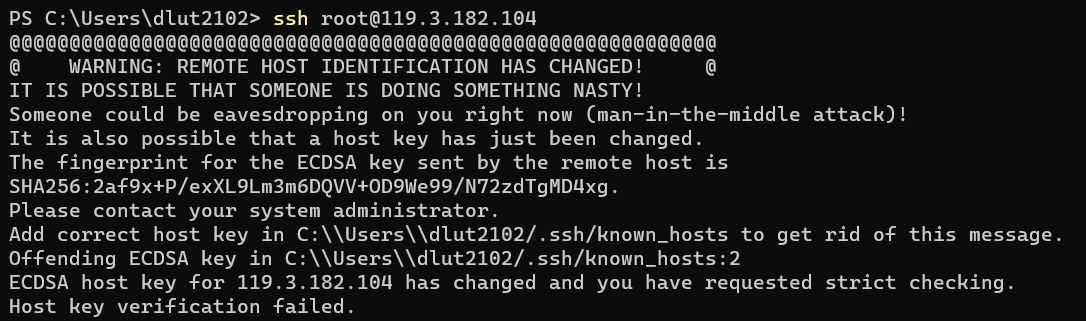 PS C:\Users\dlut2102> ssh root@119.3.182.104
@@@@@@@@@@@@@@@@@@@@@@@@@@@@@@@@@@@@@@@@@@@@@@@@@@@@@@@@@@@
@    WARNING: REMOTE HOST IDENTIFICATION HAS CHANGED!     @
IT IS POSSIBLE THAT SOMEONE IS DOING SOMETHING NASTY!
Someone could be eavesdropping on you right now (man-in-the-middle attack)!
It is also possible that a host key has just been changed.
The fingerprint for the ECDSA key sent by the remote host is
SHA256:2af9x+P/exXL9Lm3m6DQVV+OD9We99/N72zdTgMD4xg.
Please contact your system administrator.
Add correct host key in C:\\Users\\dlut2102/.ssh/known_hosts to get rid of this message.
Offending ECDSA key in C:\\Users\\dlut2102/.ssh/known_hosts:2
ECDSA host key for 119.3.182.104 has changed and you have requested strict checking.
Host key verification failed.